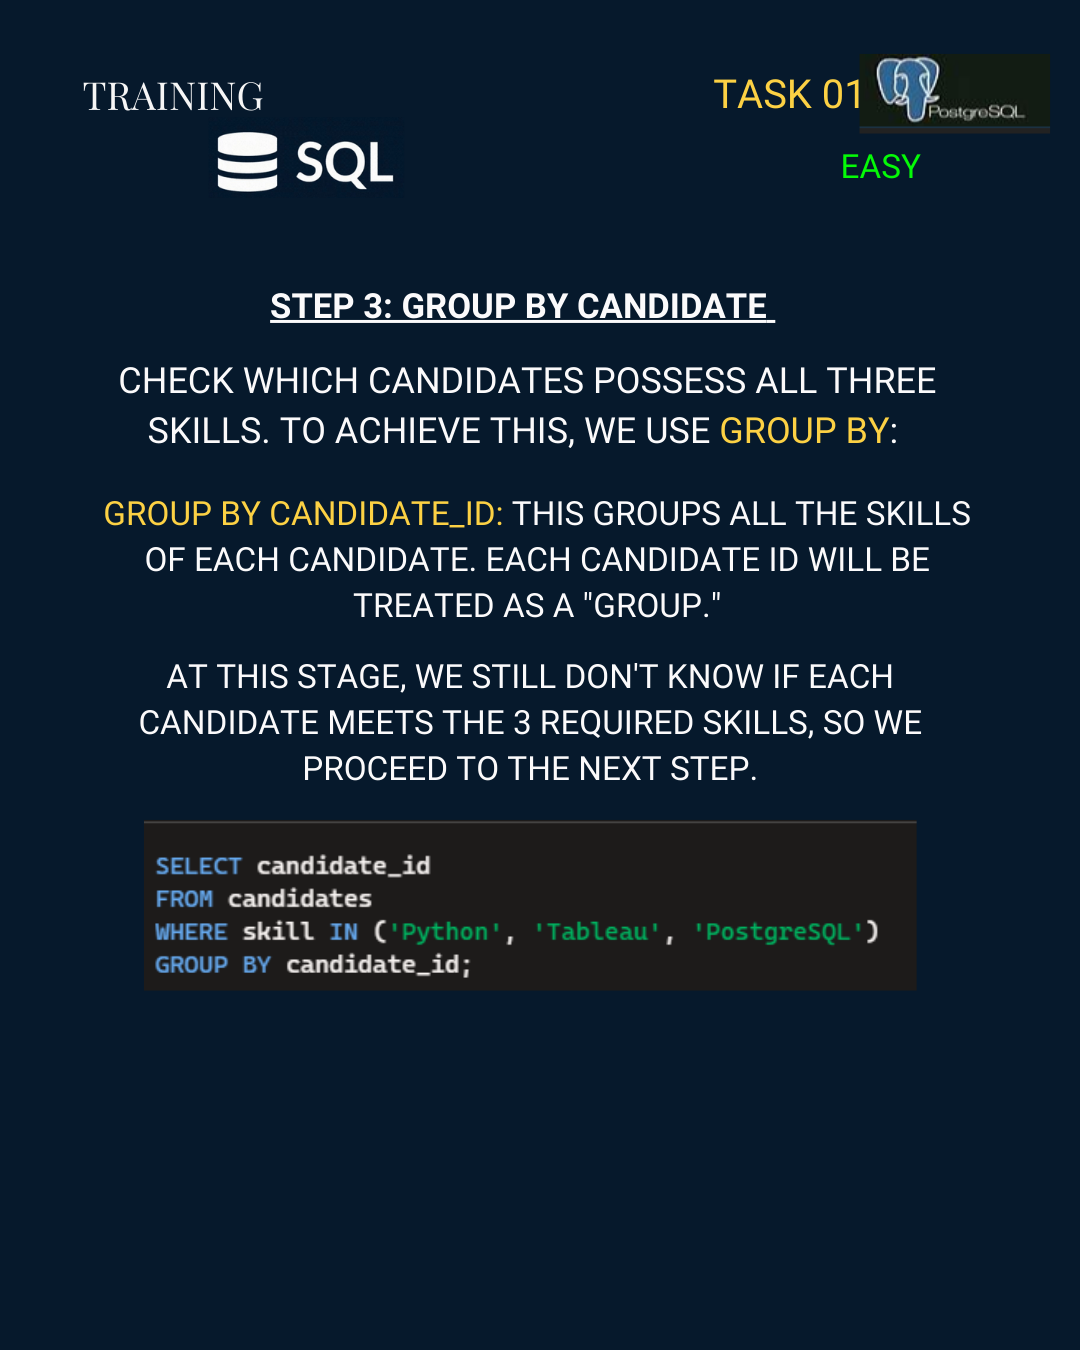 TRAINING
SQL
TASK 01
PostgreSQL
EASY
STEP 3: GROUP BY CANDIDATE
CHECK WHICH CANDIDATES POSSESS ALL THREE
SKILLS. TO ACHIEVE THIS, WE USE GROUP BY:
GROUP BY CANDIDATE_ID: THIS GROUPS ALL THE SKILLS
OF EACH CANDIDATE. EACH CANDIDATE ID WILL BE
TREATED AS A "GROUP."
AT THIS STAGE, WE STILL DON'T KNOW IF EACH
CANDIDATE MEETS THE 3 REQUIRED SKILLS, SO WE
PROCEED TO THE NEXT STEP.
SELECT candidate_id
FROM candidates
WHERE skill IN ('Python', 'Tableau', 'PostgreSQL')
GROUP BY candidate_id;